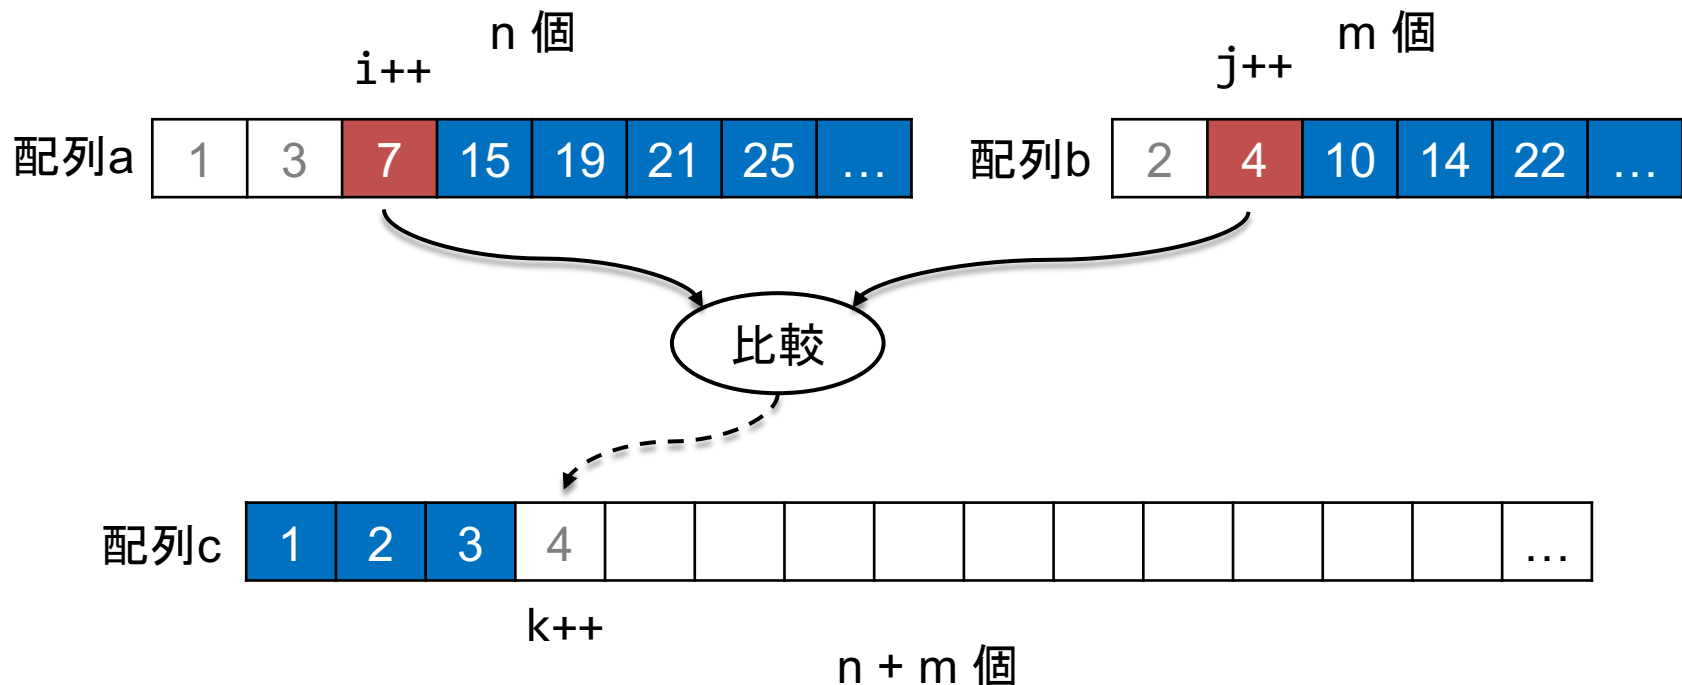 n 個
m 個
i++
j++
配列a 1 3 7 15 19 21 25 …
配列b 2 4 10 14 22 …
比較
配列c 1 2 3 4 …
k++
n + m 個